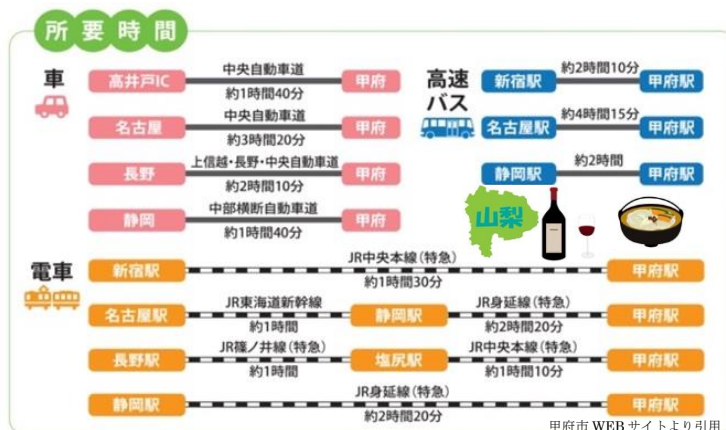 所要時間
車
高井戸IC 中央自動車道 約1時間40分 甲府
名古屋 中央自動車道 約3時間20分 甲府
長野 上信越・長野・中央自動車道 約2時間10分 甲府
静岡 中部横断自動車道 約1時間40分 甲府
高速バス
新宿駅 約2時間10分 甲府駅
名古屋駅 約4時間15分 甲府駅
静岡駅 約2時間 甲府駅
山梨
電車
新宿駅 JR中央本線(特急) 約1時間30分 甲府駅
名古屋駅 JR東海道新幹線 約1時間 静岡駅 JR身延線(特急) 約2時間20分 甲府駅
長野駅 JR篠ノ井線(特急) 約1時間 塩尻駅 JR中央本線(特急) 約1時間10分 甲府駅
静岡駅 JR身延線(特急) 約2時間20分 甲府駅
甲府市 WEB サイトより引用